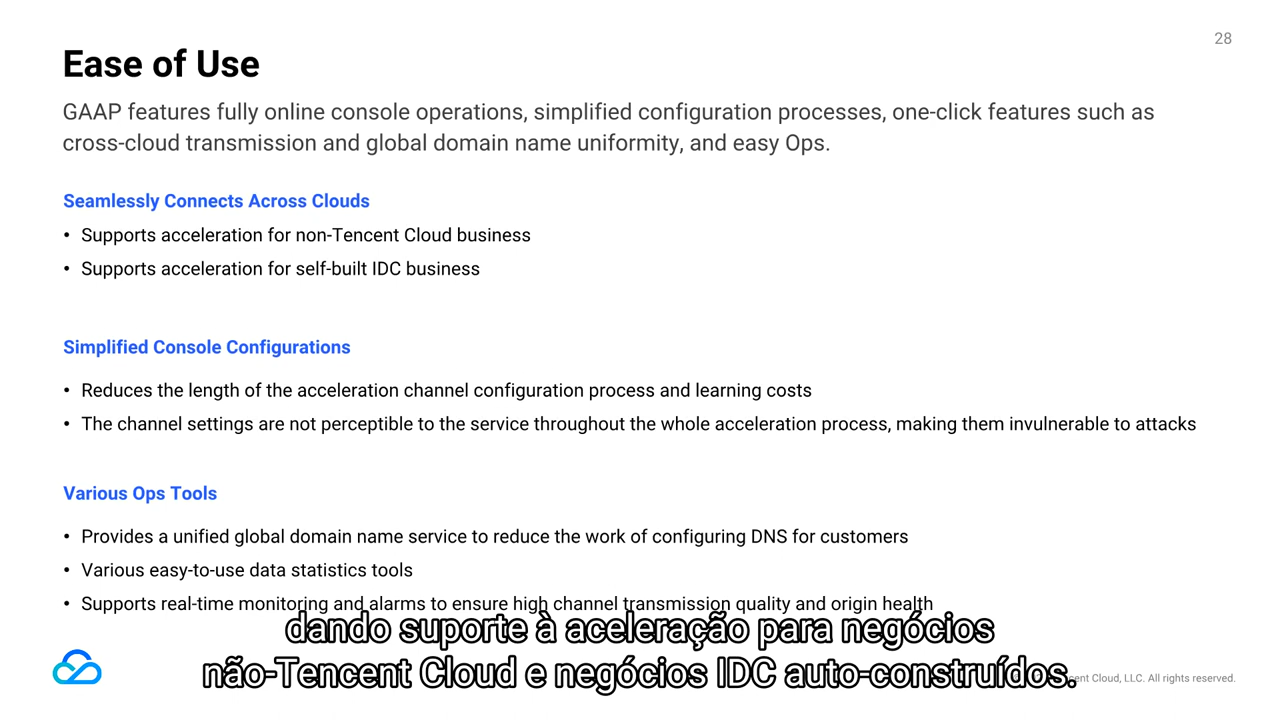 28
Ease of Use
GAAP features fully online console operations, simplified configuration processes, one-click features such as
cross-cloud transmission and global domain name uniformity, and easy Ops.
Seamlessly Connects Across Clouds
• Supports acceleration for non-Tencent Cloud business
• Supports acceleration for self-built IDC business
Simplified Console Configurations
• Reduces the length of the acceleration channel configuration process and learning costs
• The channel settings are not perceptible to the service throughout the whole acceleration process, making them invulnerable to attacks
Various Ops Tools
• Provides a unified global domain name service to reduce the work of configuring DNS for customers
• Various easy-to-use data statistics tools
• Supports real-time monitoring and alarms to ensure high channel transmission quality and origin health
dando suporte à aceleração para negócios
não-Tencent Cloud e negócios IDC auto-construídos.
Cloud, LLC. All rights reserved.